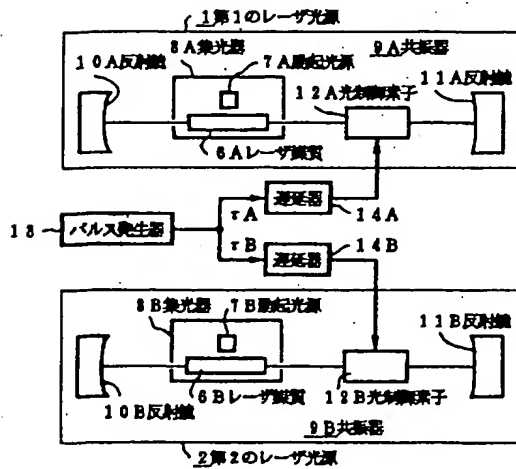 1第1のレーザ光源
8A集光器
9A共振器
10A反射鏡
7A励起光源
11A反射鏡
12A光制御素子
6Aレーザ媒質
τA
遅延器
14A
13
パルス発生器
τB
遅延器
14B
8B集光器
7B励起光源
11B反射鏡
10B反射鏡
6Bレーザ媒質
12B光制御素子
9B共振器
2第2のレーザ光源